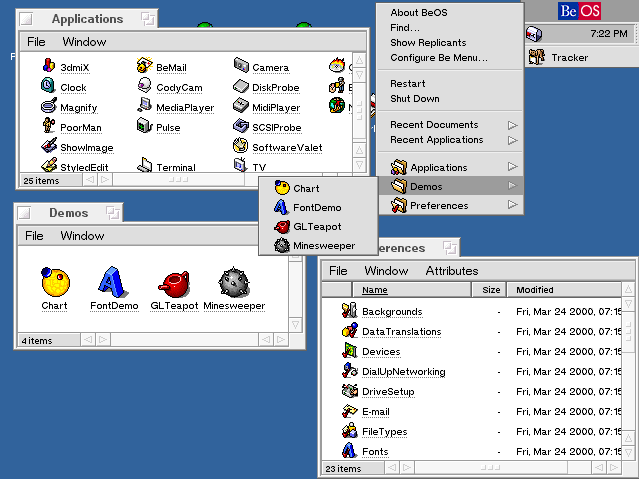 Applications
File Window
3dmiX BeMail Camera
Clock CodyCam DiskProbe
Magnify MediaPlayer MidiPlayer
PoorMan Pulse SCSIProbe
ShowImage SoftwareValet
StyledEdit Terminal TV
25 items
About BeOS
Find...
Show Replicants
Configure Be Menu...
Restart
Shut Down
Recent Documents
Recent Applications
Applications
Demos
Preferences
Be OS
7:22 PM
Tracker
Chart
FontDemo
GLTeapot
Minesweeper
Demos
File Window
Chart FontDemo GLTeapot Minesweeper
4 items
erences
File Window Attributes
Name Size Modified
Backgrounds - Fri, Mar 24 2000, 07:15
DataTranslations - Fri, Mar 24 2000, 07:15
Devices - Fri, Mar 24 2000, 07:15
DialUpNetworking - Fri, Mar 24 2000, 07:15
DriveSetup - Fri, Mar 24 2000, 07:15
E-mail - Fri, Mar 24 2000, 07:15
FileTypes - Fri, Mar 24 2000, 07:15
Fonts - Fri, Mar 24 2000, 07:15
23 items